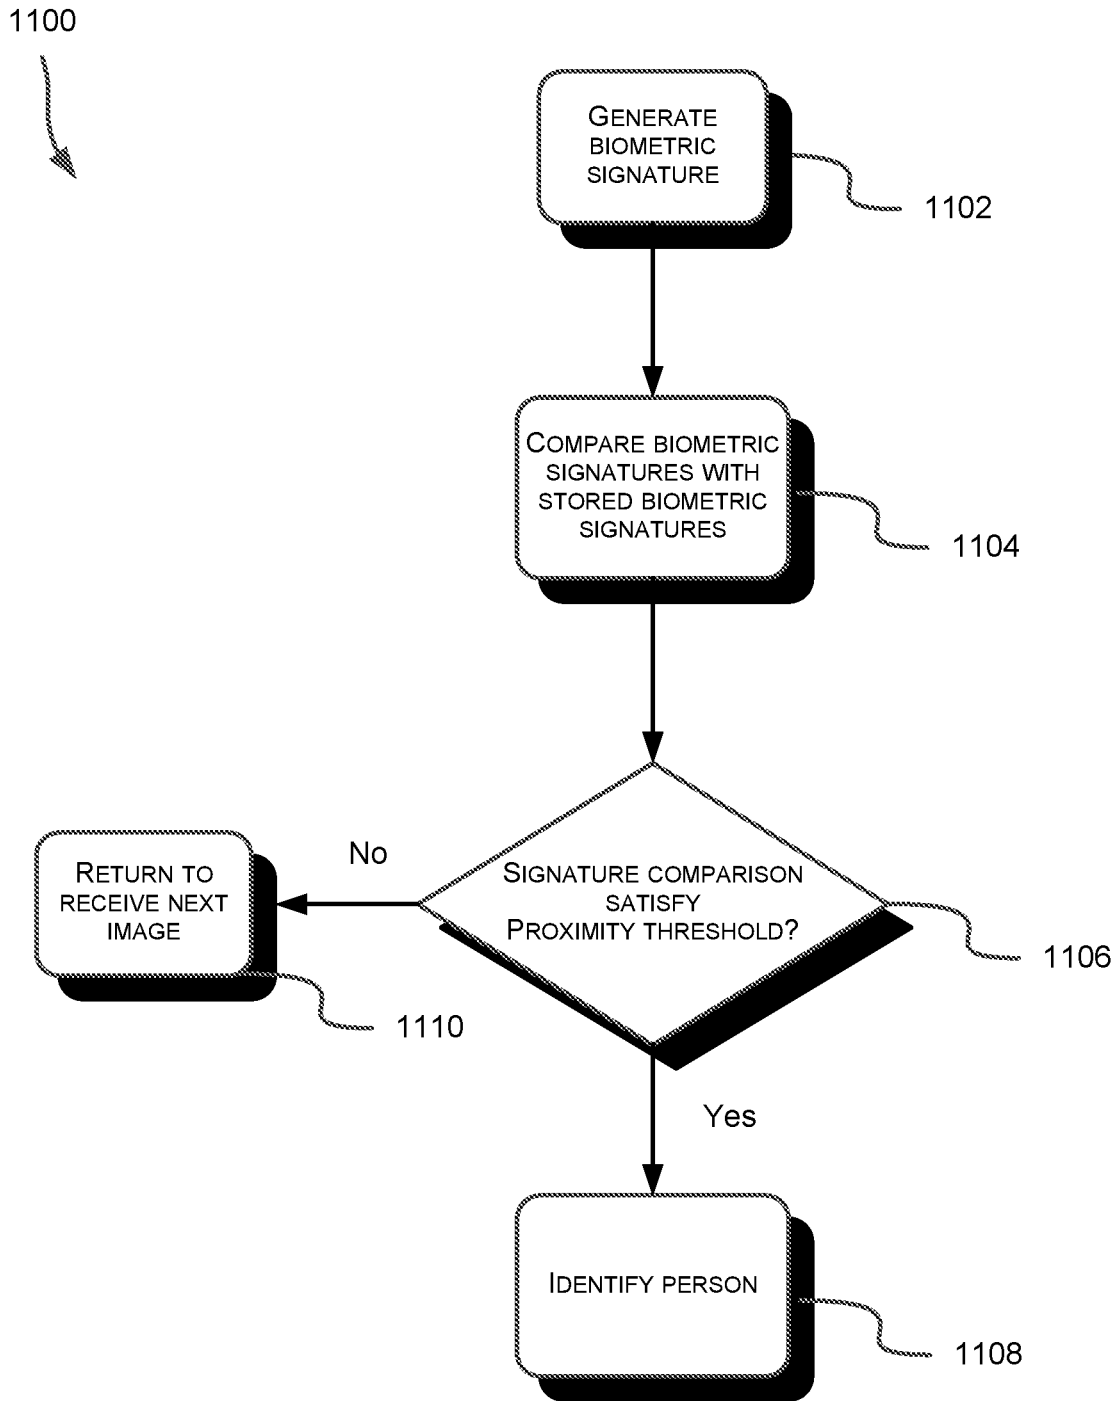 1100
GENERATE
BIOMETRIC
SIGNATURE
1102
COMPARE BIOMETRIC
SIGNATURES WITH
STORED BIOMETRIC
SIGNATURES
1104
SIGNATURE COMPARISON
SATISFY
PROXIMITY THRESHOLD?
1106
No
RETURN TO
RECEIVE NEXT
IMAGE
1110
Yes
IDENTIFY PERSON
1108